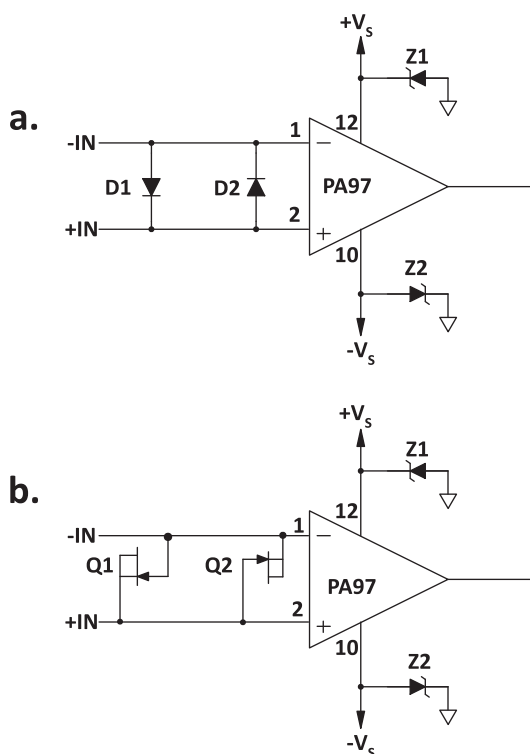 a.
+VS
Z1
12
-IN
1
−
D1
D2
PA97
+IN
2
+
10
Z2
-VS
b.
+VS
Z1
12
-IN
1
−
Q1
Q2
PA97
+IN
2
+
10
Z2
-VS